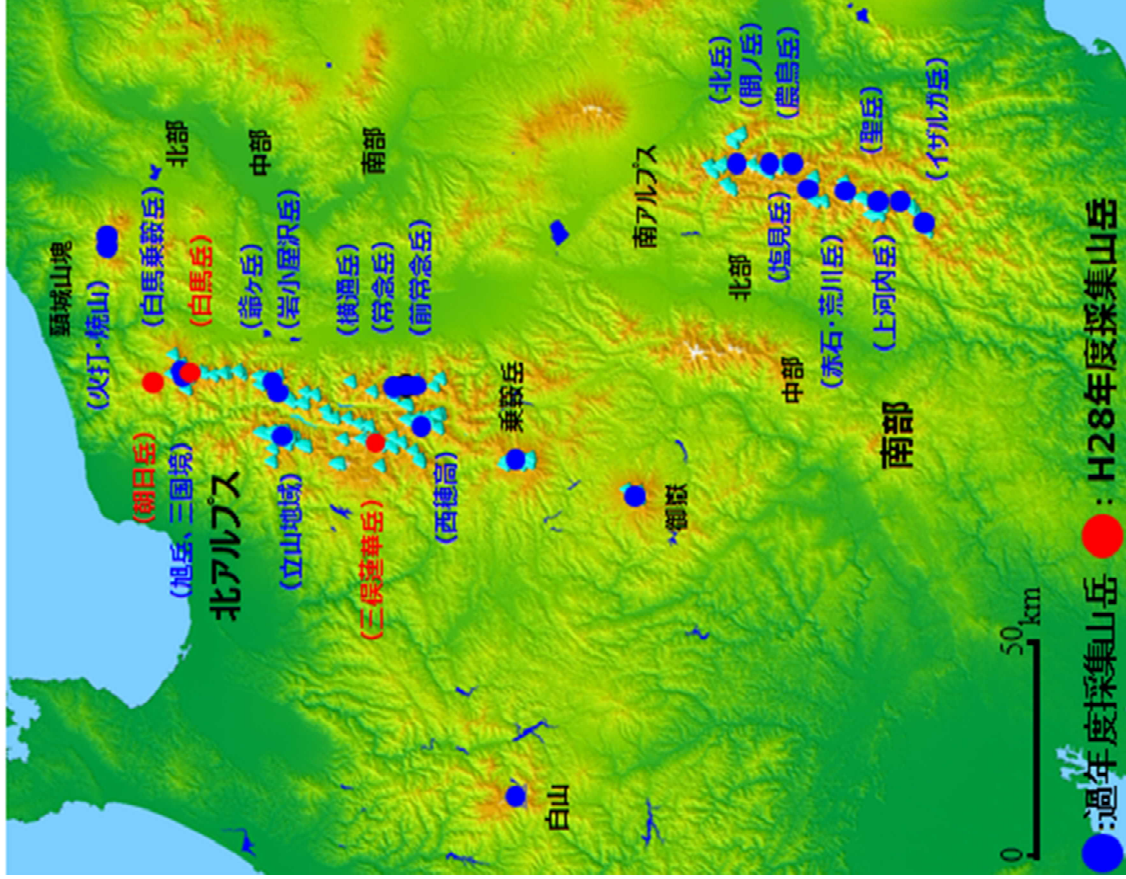 頸城山塊
(火打・焼山)
北部
(白馬乗鞍岳)
(白馬岳)
中部
(爺ヶ岳)
(岩小屋沢岳)
南部
(横通岳)
(常念岳)
(前常念岳)
(朝日岳)
(旭岳、三国境)
北アルプス
(立山地域)
(三俣蓮華岳)
(西穂高)
乗鞍岳
御嶽
白山
南アルプス
(北岳)
(間ノ岳)
(農鳥岳)
北部
(塩見岳)
(聖岳)
(イザルガ岳)
中部
(赤石・荒川岳)
(上河内岳)
南部
0 50
km
:過年度採集山岳 : H28年度採集山岳